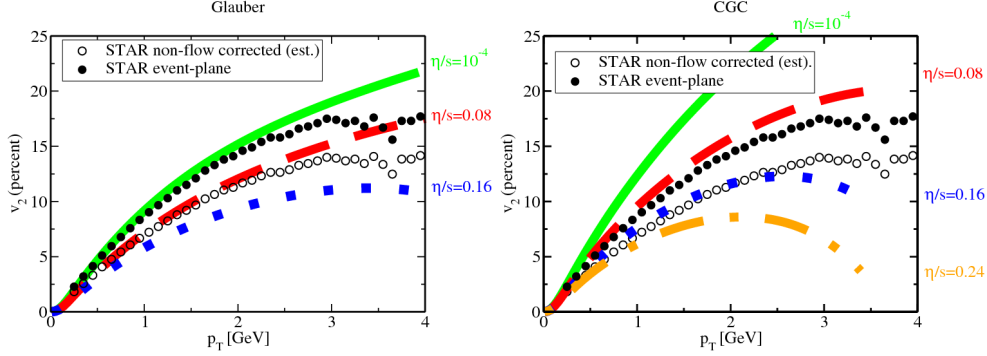 Glauber
25
20
15
10
5
0
v2 (percent)
STAR non-flow corrected (est.)
STAR event-plane
η/s=10-4
η/s=0.08
η/s=0.16
0 1 2 3 4
pT [GeV]
CGC
25
20
15
10
5
0
v2 (percent)
η/s=10-4
STAR non-flow corrected (est.)
STAR event-plane
η/s=0.08
η/s=0.16
η/s=0.24
0 1 2 3 4
pT [GeV]